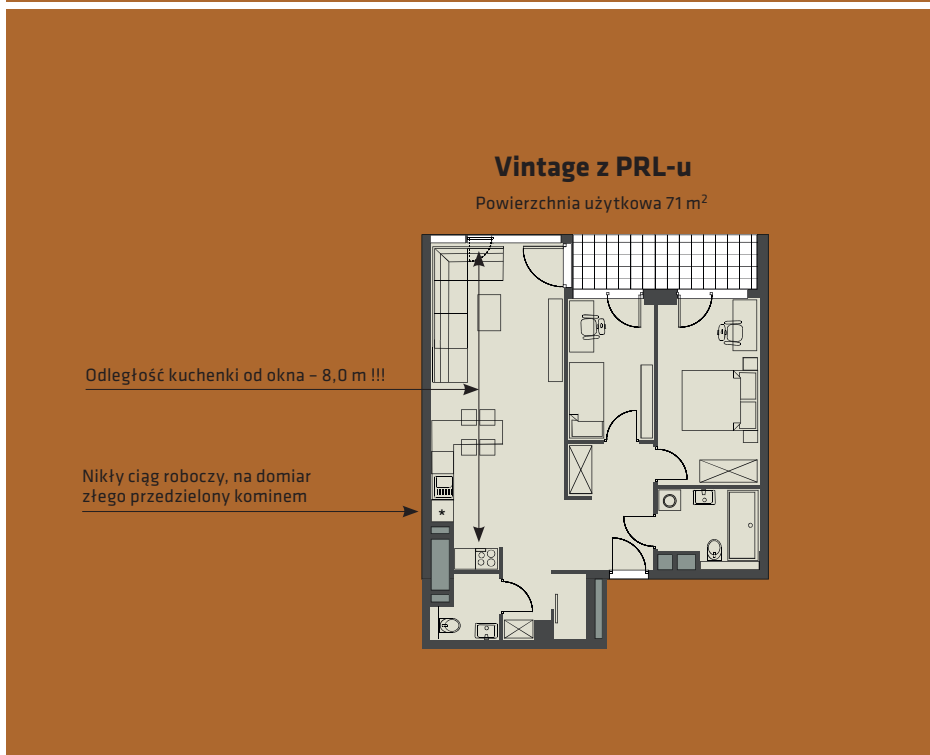 Vintage z PRL-u
Powierzchnia użytkowa 71 m²
Odległość kuchenki od okna – 8,0 m !!!
Nikły ciąg roboczy, na domiar
złego przedzielony kominem
*